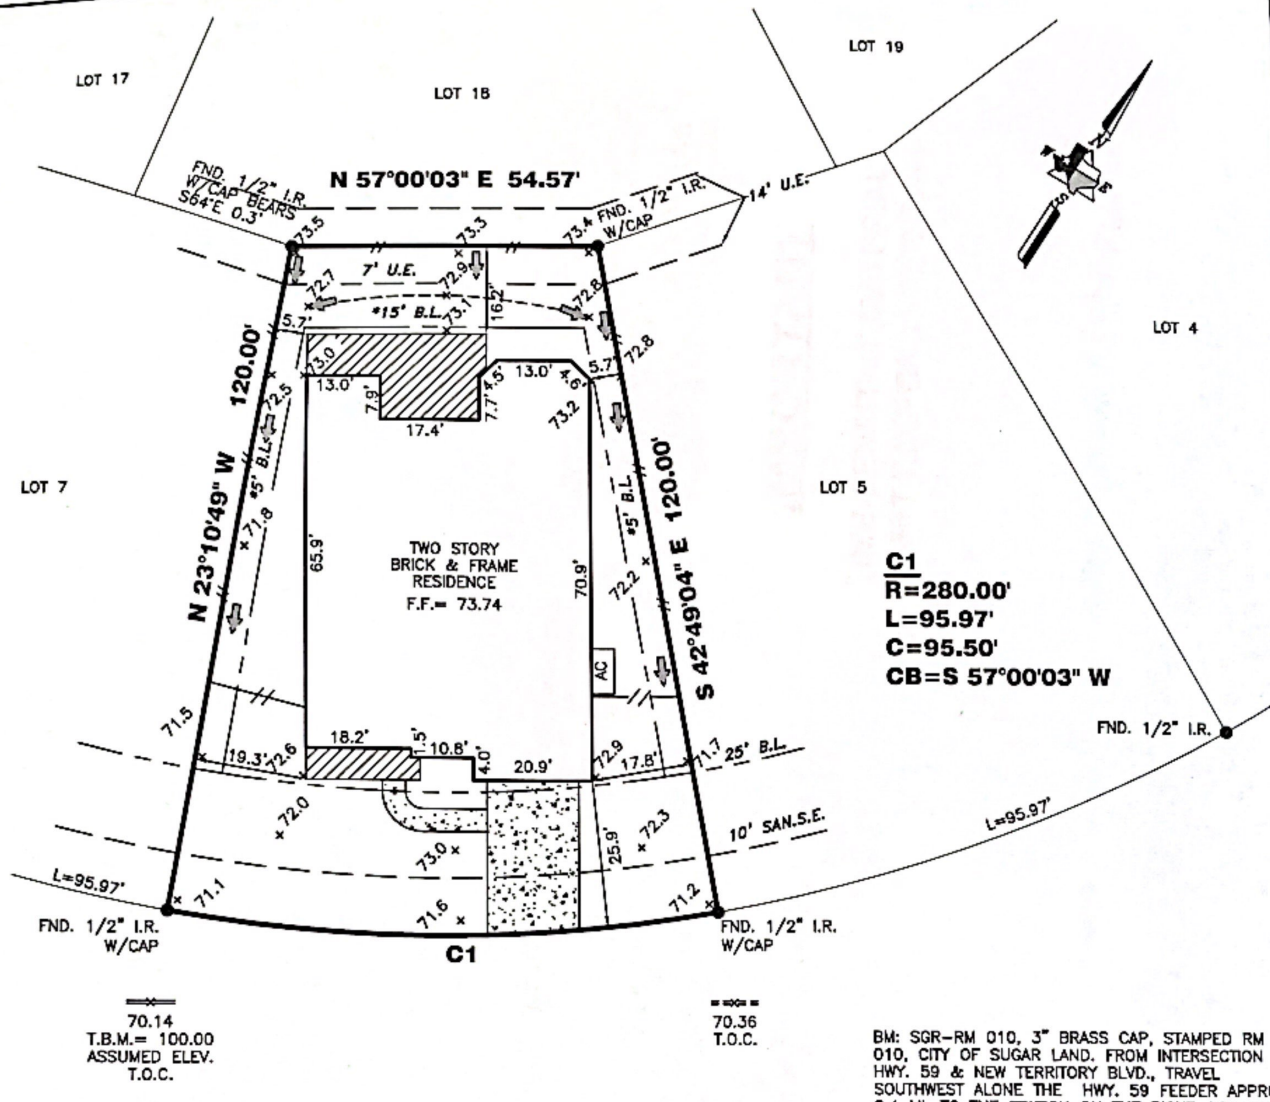 LOT 17
LOT 18
LOT 19
FND. 1/2" I.R.
W/CAP BEARS
S64°E 0.3'
N 57°00'03" E 54.57'
FND. 1/2" I.R.
W/CAP
14' U.E.
73.5
73.3
73.4
7' U.E.
72.7
72.9
72.8
#15' B.L.
73.1
16.2'
5.7'
73.0
13.0'
7.9'
17.4'
7.7'
4.5'
13.0'
4.6'
5.7'
72.8
73.2
LOT 4
120.00'
72.5
#5' B.L.
N 23°10'49" W
71.8
LOT 7
65.9'
TWO STORY
BRICK & FRAME
RESIDENCE
F.F.= 73.74
70.9'
#5' B.L.
72.2
S 42°49'04" E 120.00'
LOT 5
C1
R=280.00'
L=95.97'
C=95.50'
CB=S 57°00'03" W
AC
71.5
19.3'
72.6
18.2'
1.5'
10.8'
4.0'
20.9'
72.9
17.8'
71.7
25' B.L.
FND. 1/2" I.R.
72.0
73.0
25.9'
72.3
10' SAN.S.E.
L=95.97'
L=95.97'
71.1
71.6
71.2
FND. 1/2" I.R.
W/CAP
C1
FND. 1/2" I.R.
W/CAP
70.14
T.B.M.= 100.00
ASSUMED ELEV.
T.O.C.
70.36
T.O.C.
BM: SGR-RM 010, 3" BRASS CAP, STAMPED RM
010, CITY OF SUGAR LAND. FROM INTERSECTION
HWY. 59 & NEW TERRITORY BLVD., TRAVEL
SOUTHWEST ALONE THE HWY. 59 FEEDER APPR